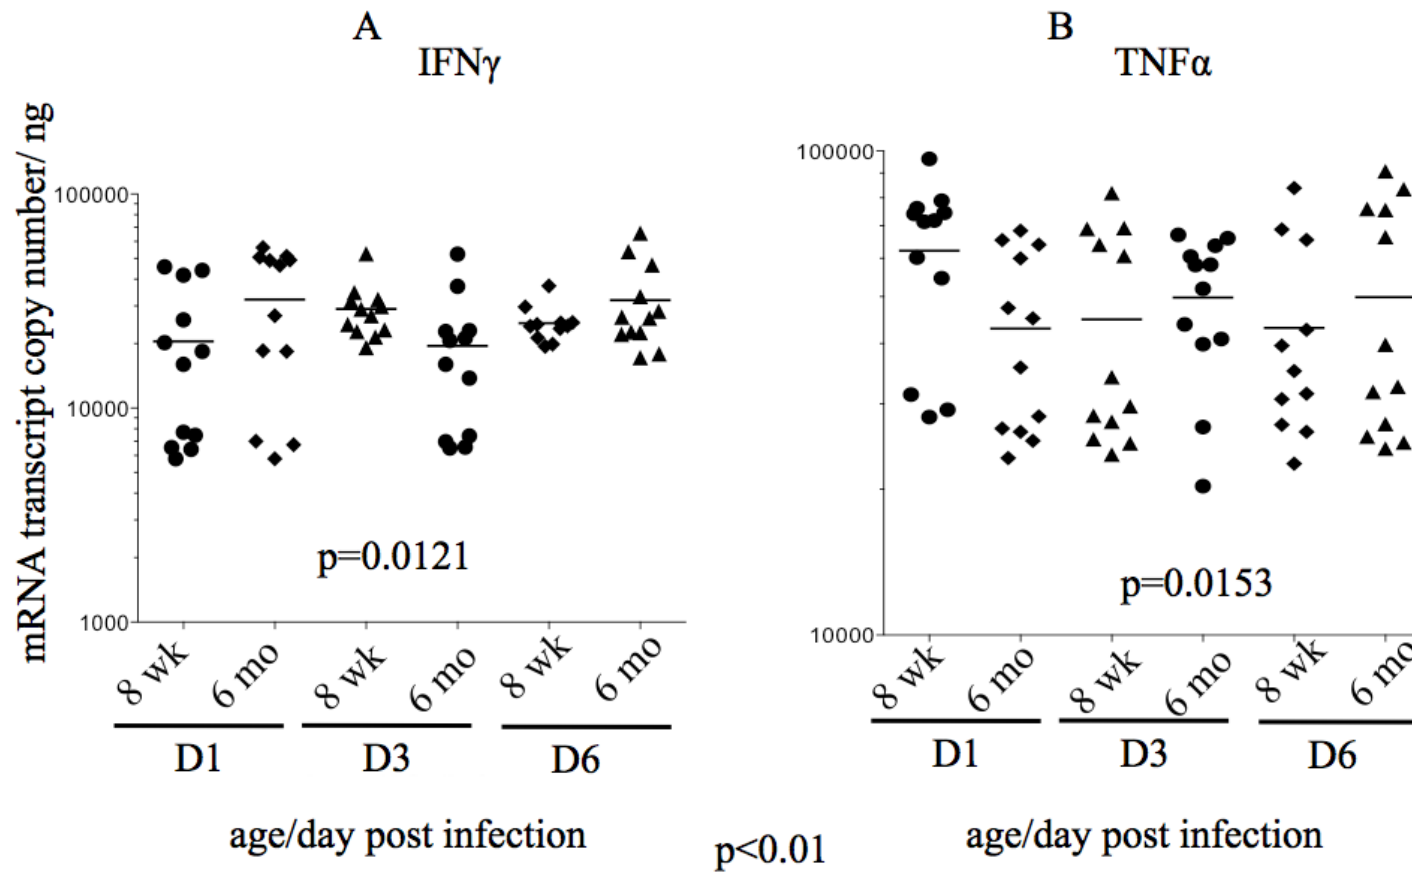 A
IFNγ
mRNA transcript copy number/ ng
100000
10000
1000
p=0.0121
8 wk
6 mo
8 wk
6 mo
8 wk
6 mo
D1
D3
D6
age/day post infection
B
TNFα
100000
10000
p=0.0153
8 wk
6 mo
8 wk
6 mo
8 wk
6 mo
D1
D3
D6
age/day post infection
p<0.01